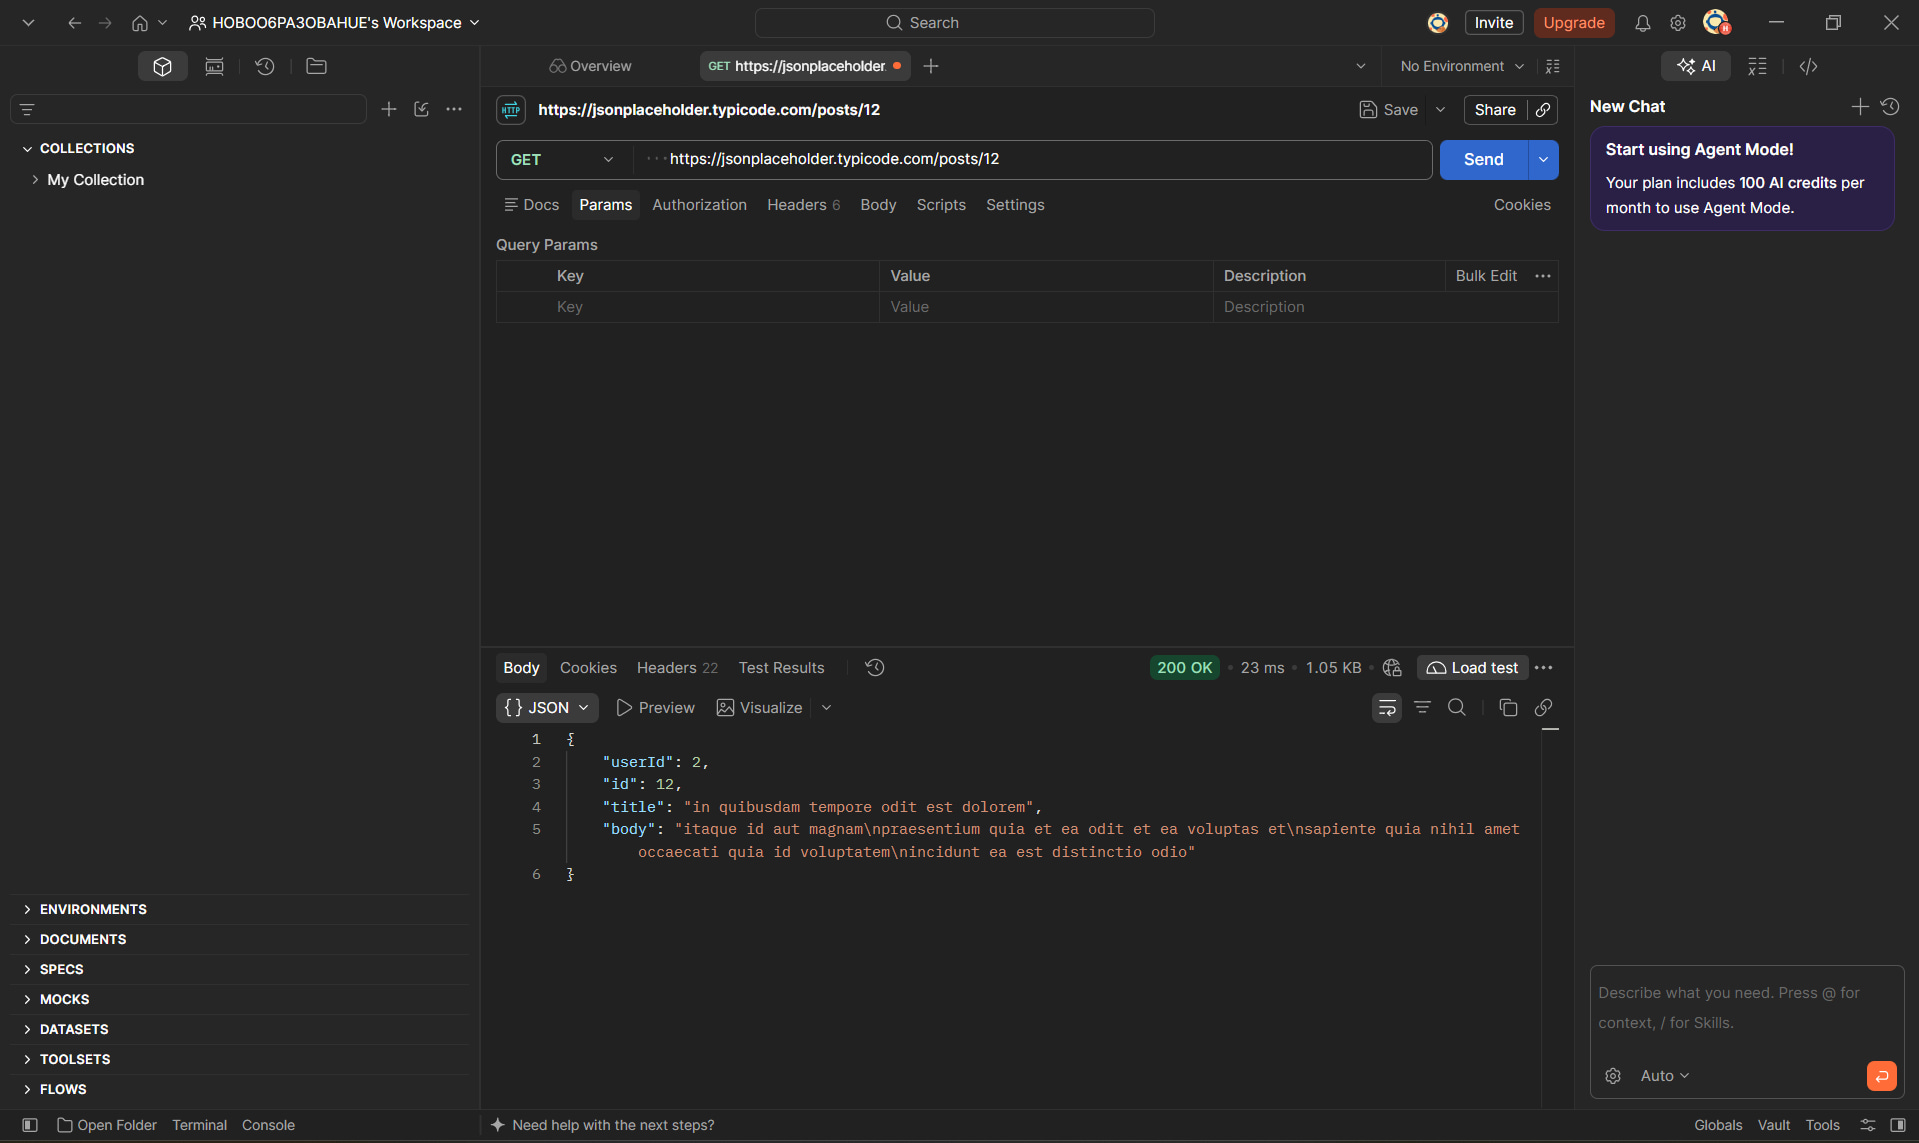 HOBOO6PA3OBAHUE's Workspace
Search
Invite
Upgrade
H
Overview
GET https://jsonplaceholder.
No Environment
AI
HTTP
https://jsonplaceholder.typicode.com/posts/12
Save
Share
New Chat
COLLECTIONS
My Collection
GET
https://jsonplaceholder.typicode.com/posts/12
Send
Start using Agent Mode!
Your plan includes 100 AI credits per
month to use Agent Mode.
Docs
Params
Authorization
Headers 6
Body
Scripts
Settings
Cookies
Query Params
Key
Value
Description
Bulk Edit
Key
Value
Description
Body
Cookies
Headers 22
Test Results
200 OK
23 ms
1.05 KB
Load test
{} JSON
Preview
Visualize
1 {
2 "userId": 2,
3 "id": 12,
4 "title": "in quibusdam tempore odit est dolorem",
5 "body": "itaque id aut magnam\npraesentium quia et ea odit et ea voluptas et\nsapiente quia nihil amet
occaecati quia id voluptatem\nincidunt ea est distinctio odio"
6 }
ENVIRONMENTS
DOCUMENTS
SPECS
MOCKS
DATASETS
TOOLSETS
FLOWS
Describe what you need. Press @ for
context, / for Skills.
Auto
Open Folder
Terminal
Console
Need help with the next steps?
Globals
Vault
Tools